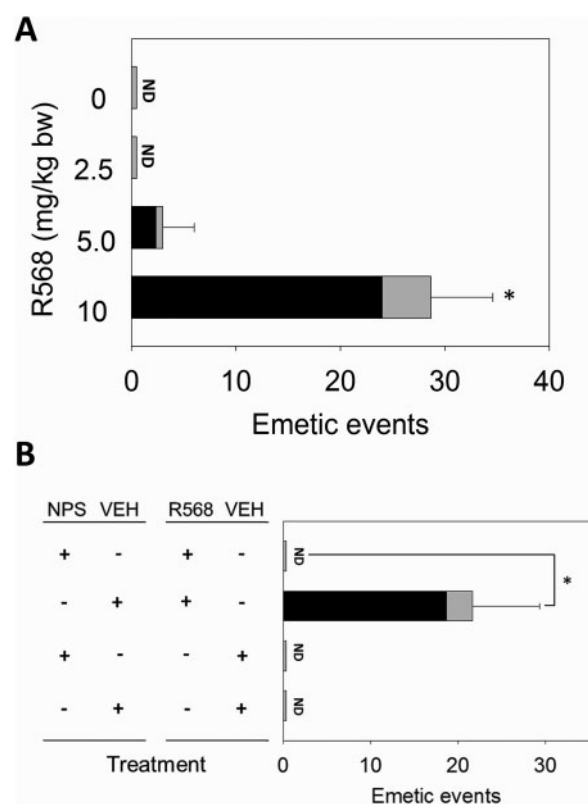 A
R568 (mg/kg bw)
0 ND
2.5 ND
5.0
10 *
0 10 20 30 40
Emetic events
B
NPS VEH R568 VEH
+ - + - ND
- + + - *
+ - - + ND
- + - + ND
Treatment
0 10 20 30
Emetic events